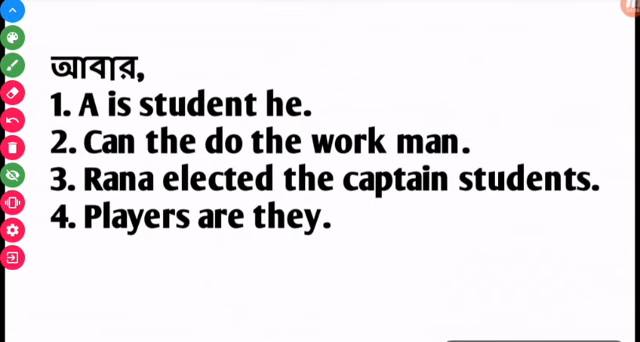 আবার,
1. A is student he.
2. Can the do the work man.
3. Rana elected the captain students.
4. Players are they.